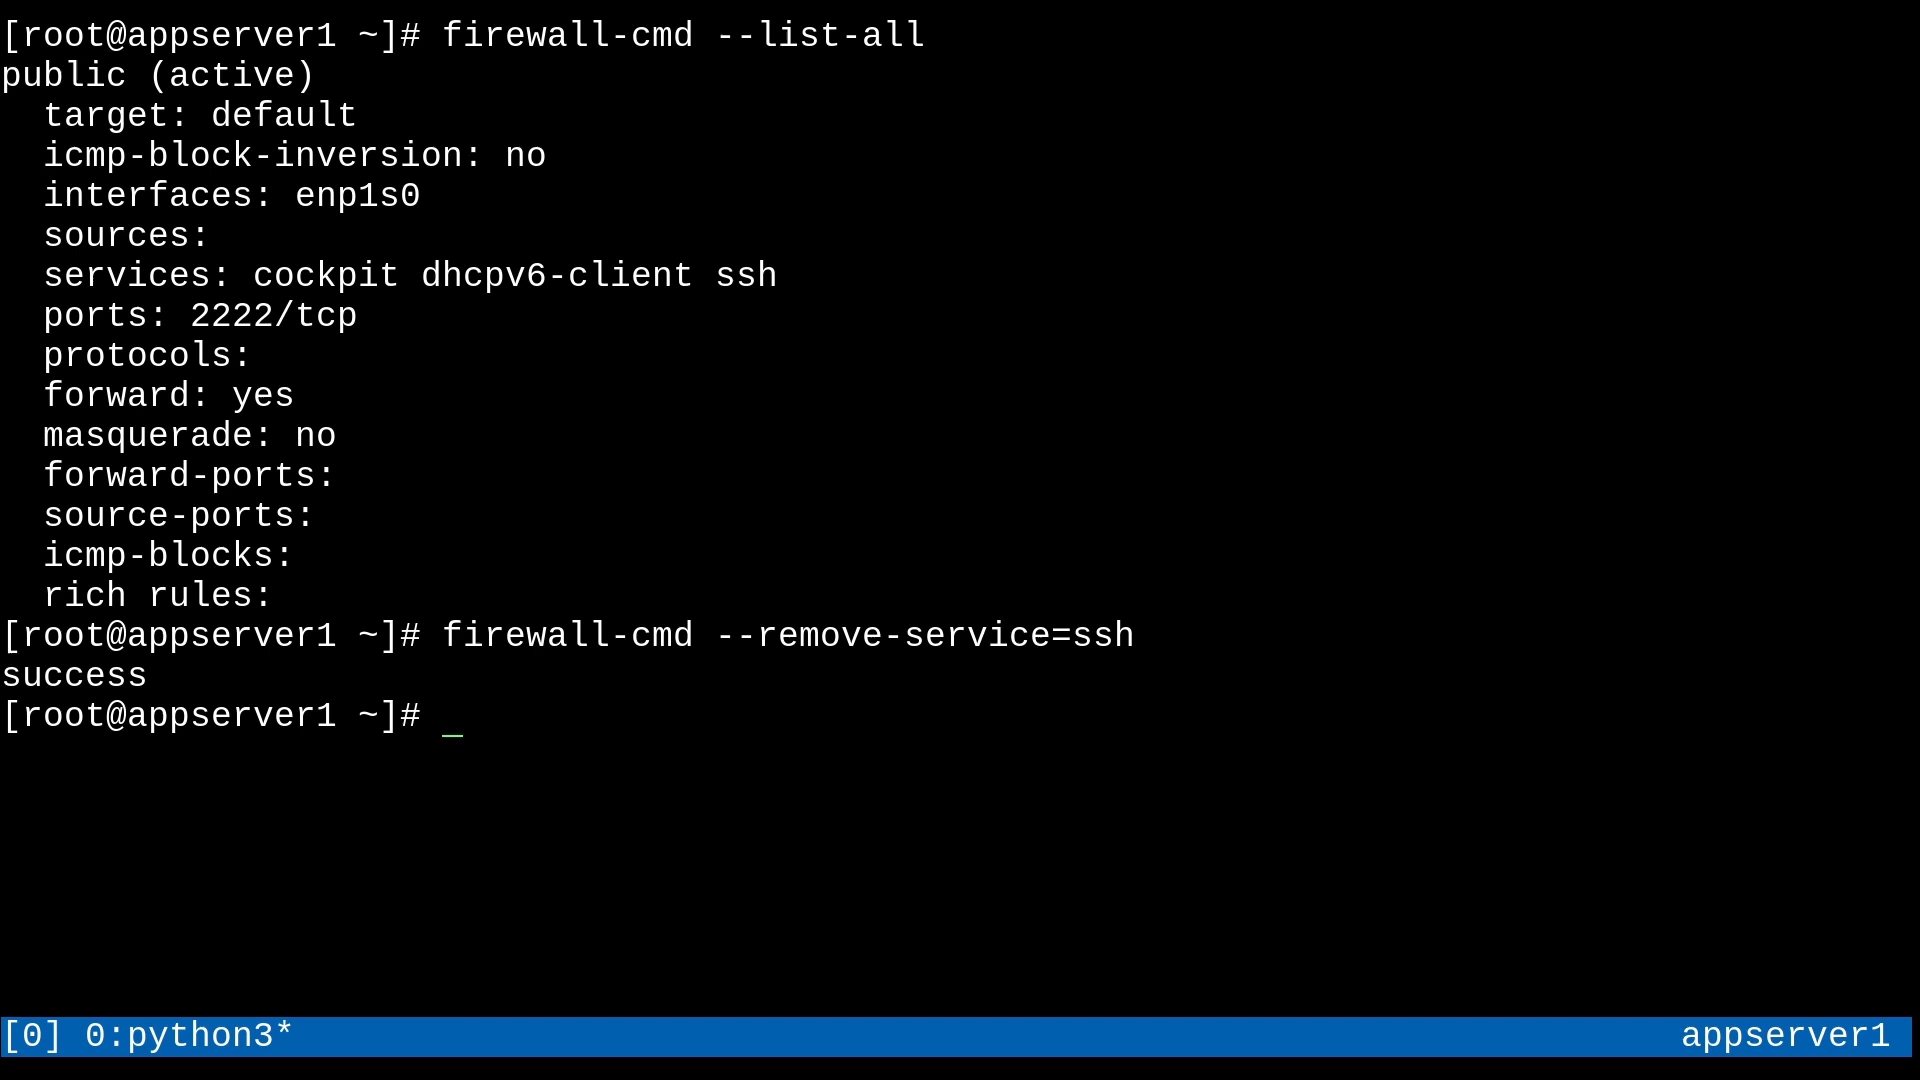 [root@appserver1 ~]# firewall-cmd --list-all
public (active)
  target: default
  icmp-block-inversion: no
  interfaces: enp1s0
  sources:
  services: cockpit dhcpv6-client ssh
  ports: 2222/tcp
  protocols:
  forward: yes
  masquerade: no
  forward-ports:
  source-ports:
  icmp-blocks:
  rich rules:
[root@appserver1 ~]# firewall-cmd --remove-service=ssh
success
[root@appserver1 ~]# _
[0] 0:python3* appserver1